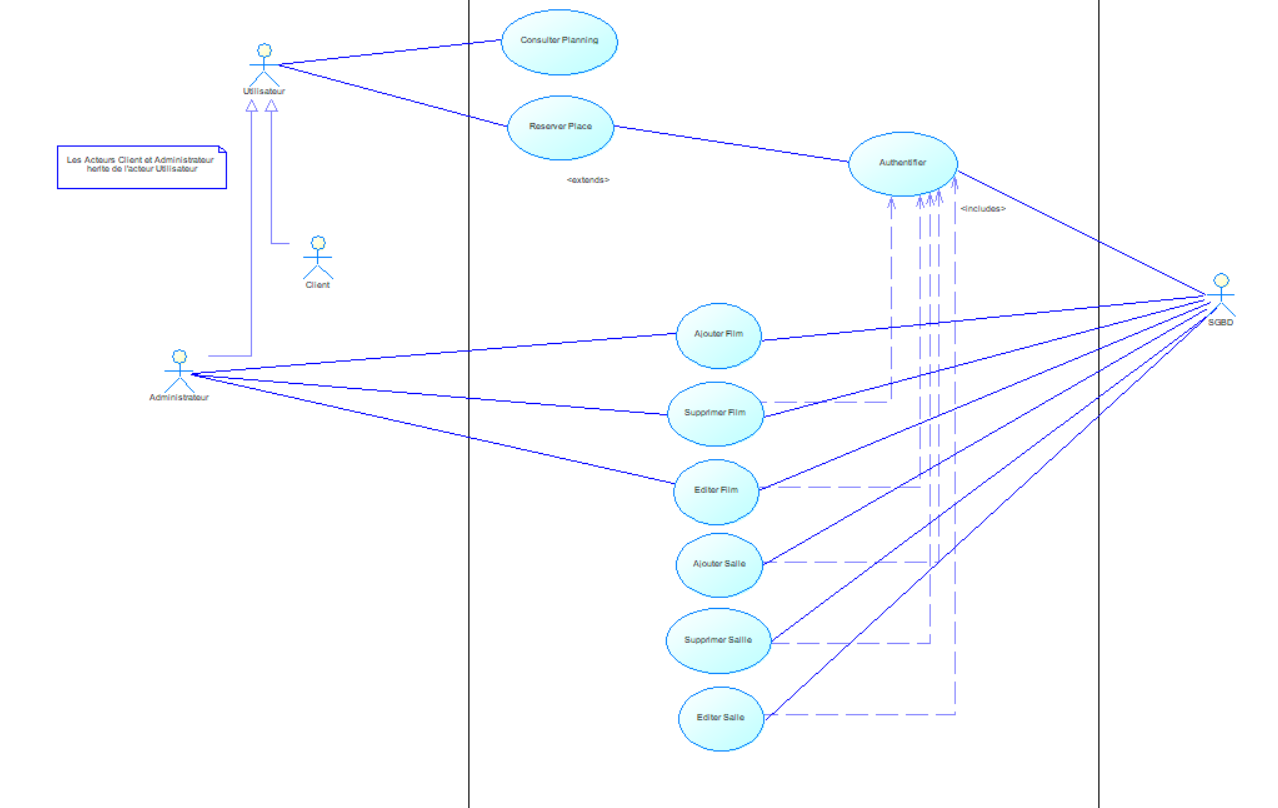 Consulter Planning
Utilisateur
Reserver Place
Les Acteurs Client et Administrateur
herite de l'acteur Utilisateur
Authentifier
<extends>
<includes>
Client
SGBD
Ajouter Film
Administrateur
Supprimer Film
Editer Film
Ajouter Salle
Supprimer Sallle
Editer Salle